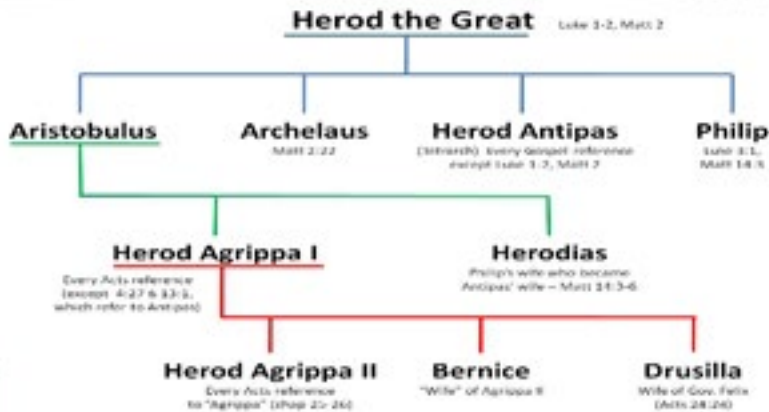 Herod the Great
Luke 1-2, Matt 2
Aristobulus
Archelaus
Matt 2:22
Herod Antipas
(Tetrarch) Every Gospel reference
except Luke 1-2, Matt 2
Philip
Luke 3:1,
Matt 14:3
Herod Agrippa I
Every Acts reference
(except 4:27 & 13:1,
which refer to Antipas)
Herodias
Philip's wife who became
Antipas' wife – Matt 14:3-6
Herod Agrippa II
Every Acts reference
to "Agrippa" (chap 25-26)
Bernice
"Wife" of Agrippa II
Drusilla
Wife of Gov. Felix
(Acts 24:24)